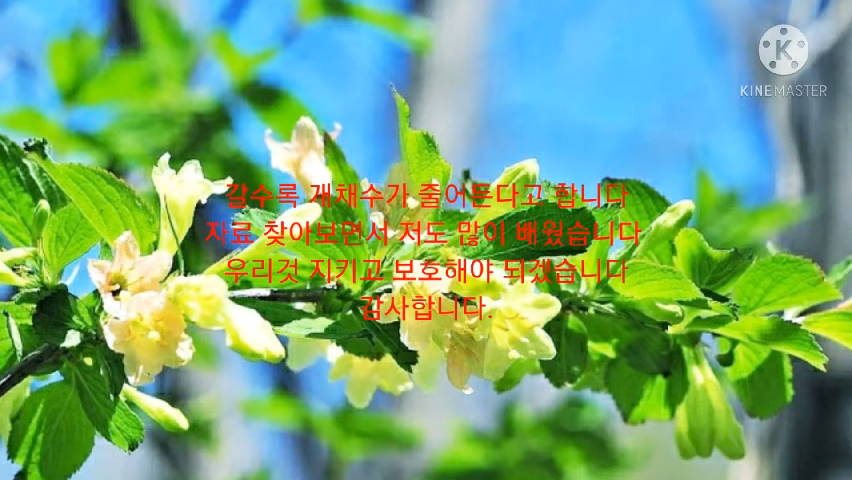 KINEMASTER
갈수록 개채수가 줄어든다고 합니다
자료 찾아보면서 저도 많이 배웠습니다
우리것 지키고 보호해야 되겠습니다
감사합니다.